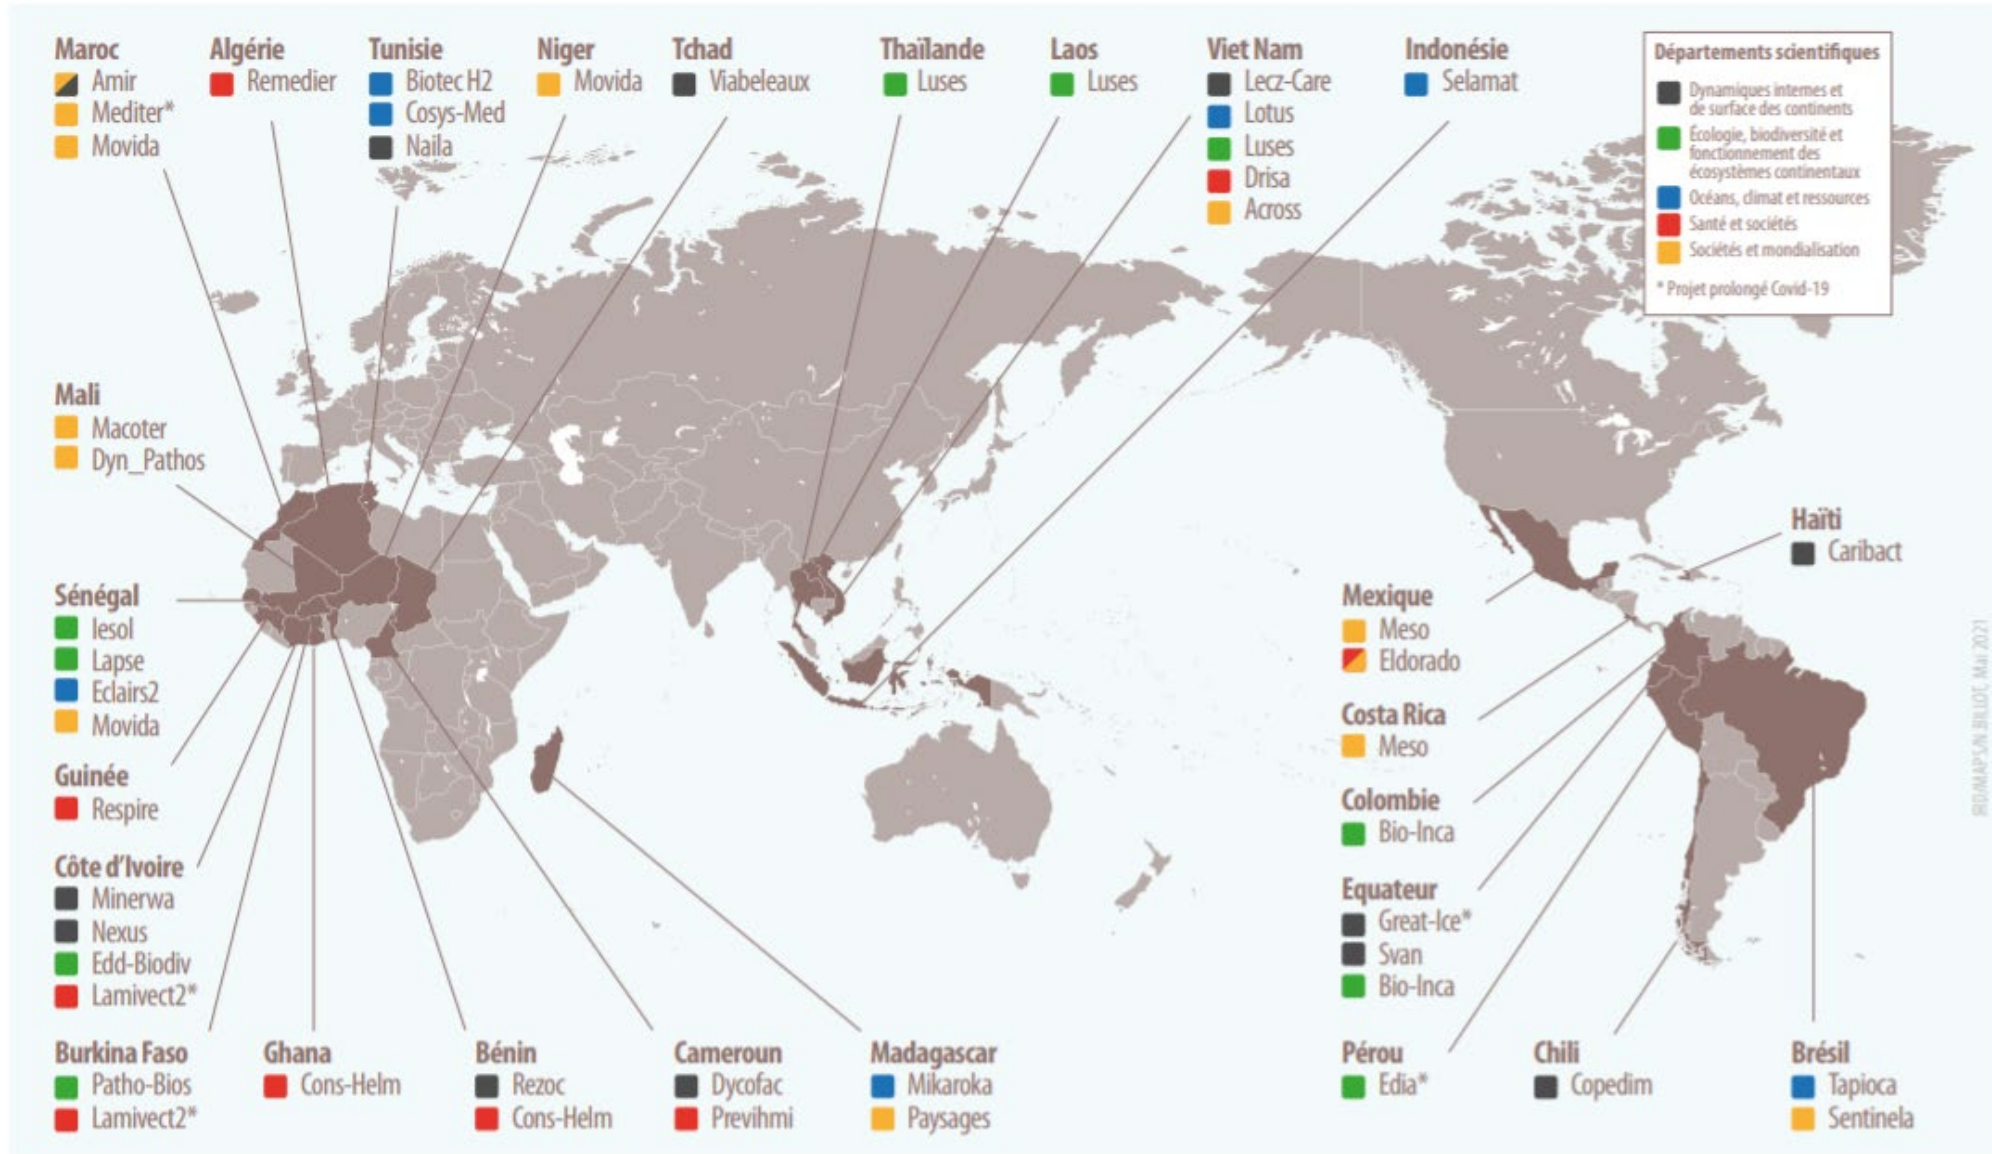 Maroc
Amir
Mediter*
Movida
Algérie
Remedier
Tunisie
Biotec H2
Cosys-Med
Naila
Niger
Movida
Tchad
Viabeleaux
Thaïlande
Luses
Laos
Luses
Viet Nam
Lecz-Care
Lotus
Luses
Drisa
Across
Indonésie
Selamat
Départements scientifiques
Dynamiques internes et
de surface des continents
Écologie, biodiversité et
fonctionnement des
écosystèmes continentaux
Océans, climat et ressources
Santé et sociétés
Sociétés et mondialisation
* Projet prolongé Covid-19
Mali
Macoter
Dyn_Pathos
Sénégal
Iesol
Lapse
Eclairs2
Movida
Guinée
Respire
Côte d'Ivoire
Minerwa
Nexus
Edd-Biodiv
Lamivect2*
Burkina Faso
Patho-Bios
Lamivect2*
Ghana
Cons-Helm
Bénin
Rezoc
Cons-Helm
Cameroun
Dycofac
Previhmi
Madagascar
Mikaroka
Paysages
Haïti
Caribact
Mexique
Meso
Eldorado
Costa Rica
Meso
Colombie
Bio-Inca
Equateur
Great-Ice*
Svan
Bio-Inca
Pérou
Edia*
Chili
Copedim
Brésil
Tapioca
Sentinela
IRD/MAPS/N.BILLOT, Mai 2021